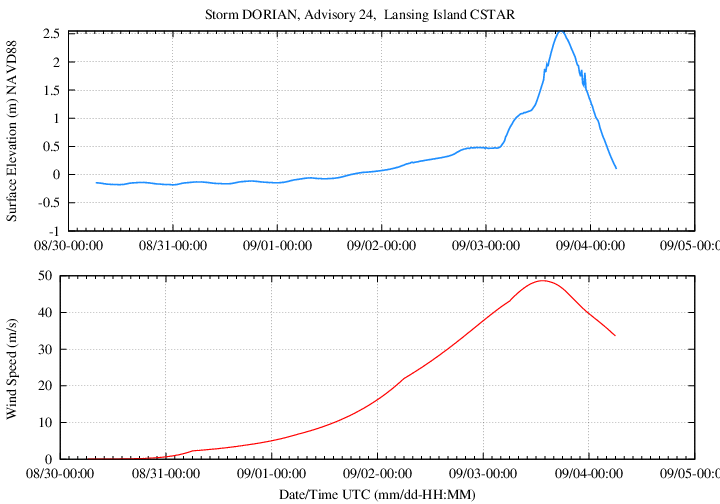 Storm DORIAN, Advisory 24,  Lansing Island CSTAR
Surface Elevation (m) NAVD88
2.5
2
1.5
1
0.5
0
-0.5
-1
08/30-00:00 08/31-00:00 09/01-00:00 09/02-00:00 09/03-00:00 09/04-00:00 09/05-00:0
Wind Speed (m/s)
50
40
30
20
10
0
08/30-00:00 08/31-00:00 09/01-00:00 09/02-00:00 09/03-00:00 09/04-00:00 09/05-00:0
Date/Time UTC (mm/dd-HH:MM)